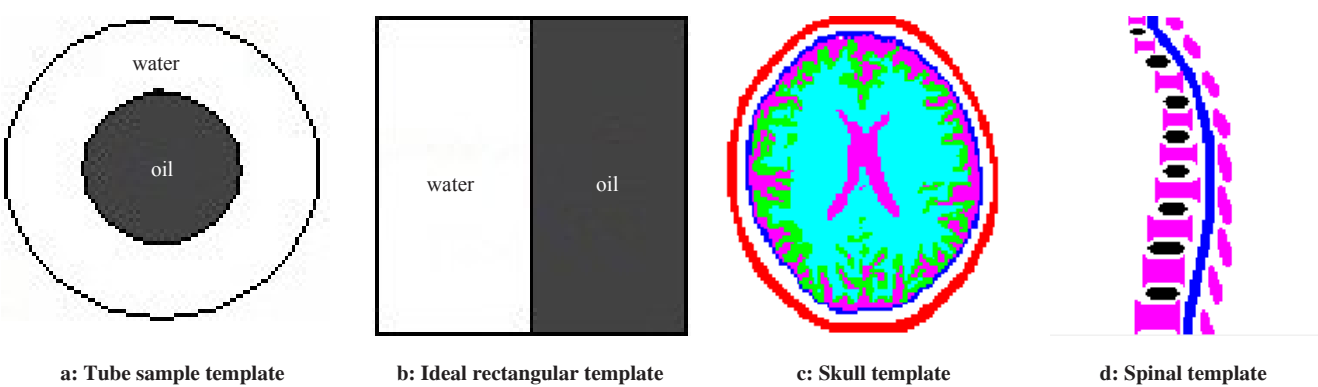 water
oil
water
oil
a: Tube sample template
b: Ideal rectangular template
c: Skull template
d: Spinal template